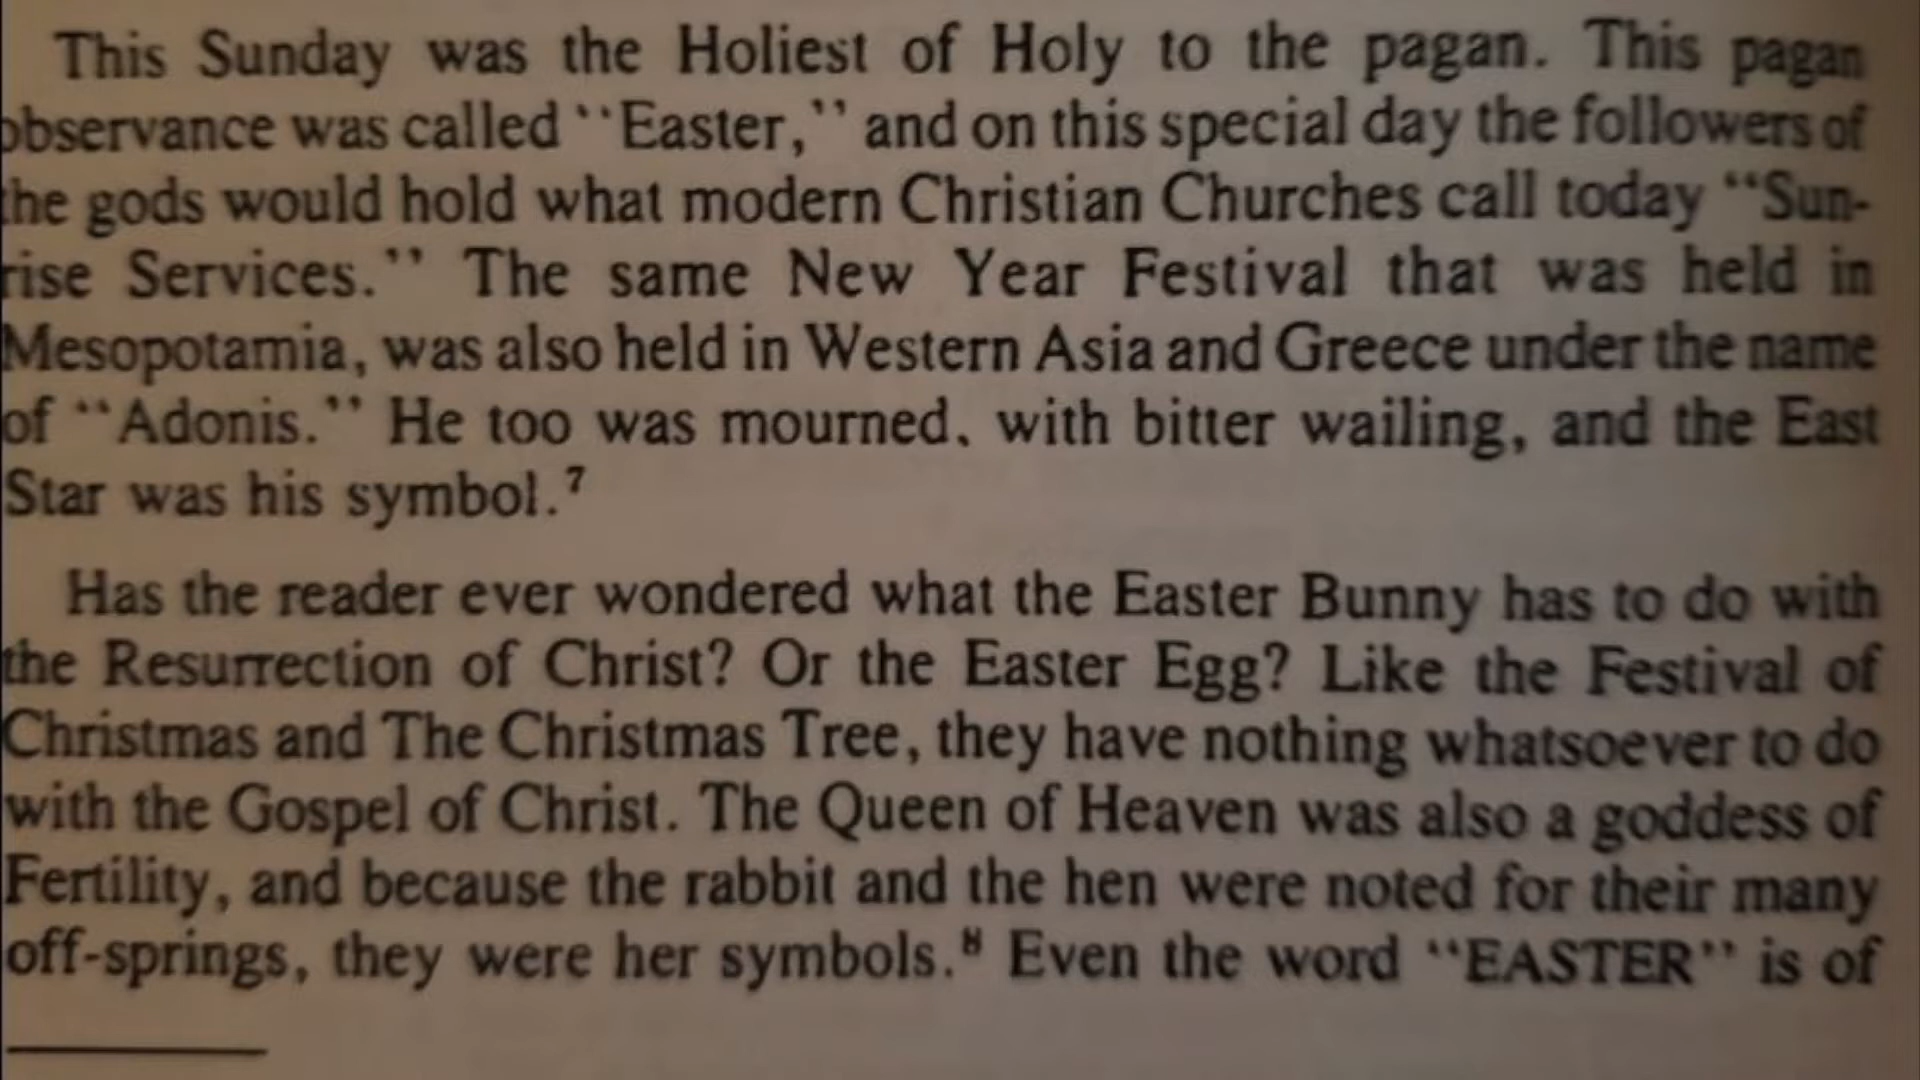 This Sunday was the Holiest of Holy to the pagan. This pagan
observance was called "Easter," and on this special day the followers of
the gods would hold what modern Christian Churches call today "Sun-
rise Services." The same New Year Festival that was held in
Mesopotamia, was also held in Western Asia and Greece under the name
of "Adonis." He too was mourned, with bitter wailing, and the East
Star was his symbol.⁷
Has the reader ever wondered what the Easter Bunny has to do with
the Resurrection of Christ? Or the Easter Egg? Like the Festival of
Christmas and The Christmas Tree, they have nothing whatsoever to do
with the Gospel of Christ. The Queen of Heaven was also a goddess of
Fertility, and because the rabbit and the hen were noted for their many
off-springs, they were her symbols.⁸ Even the word "EASTER" is of